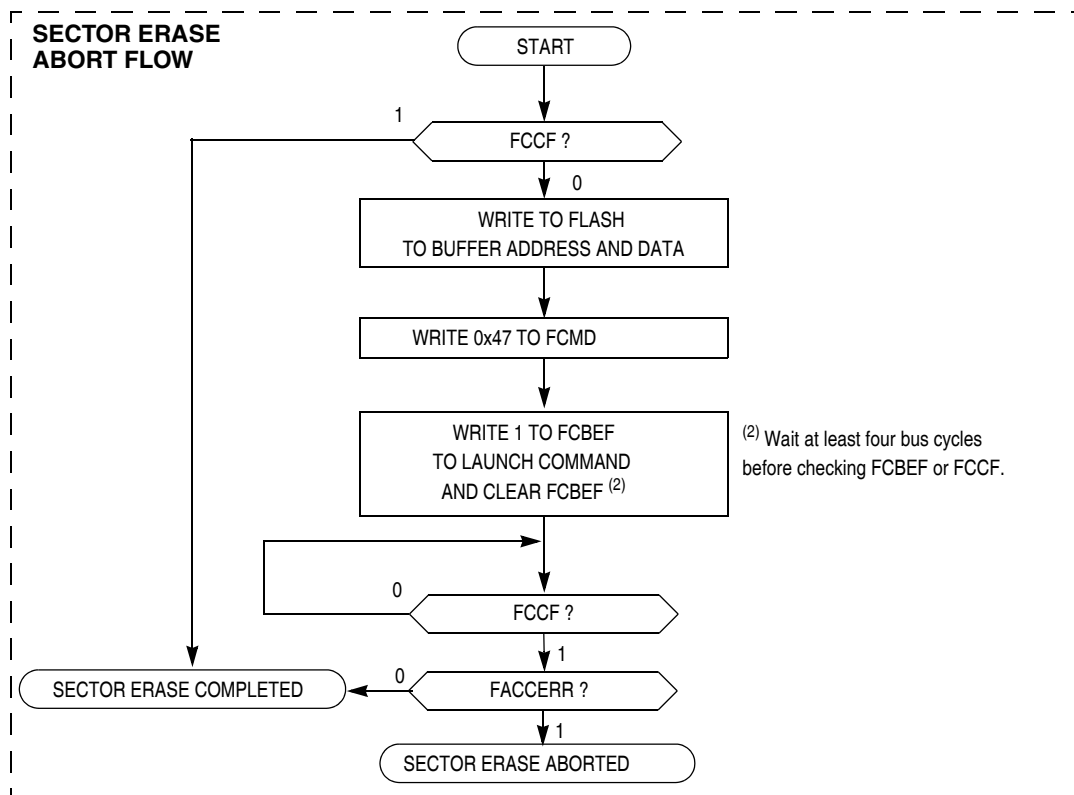 SECTOR ERASE
ABORT FLOW
START
1
FCCF ?
0
WRITE TO FLASH
TO BUFFER ADDRESS AND DATA
WRITE 0x47 TO FCMD
WRITE 1 TO FCBEF
TO LAUNCH COMMAND
AND CLEAR FCBEF (2)
(2) Wait at least four bus cycles
before checking FCBEF or FCCF.
0
FCCF ?
1
SECTOR ERASE COMPLETED
0
FACCERR ?
1
SECTOR ERASE ABORTED